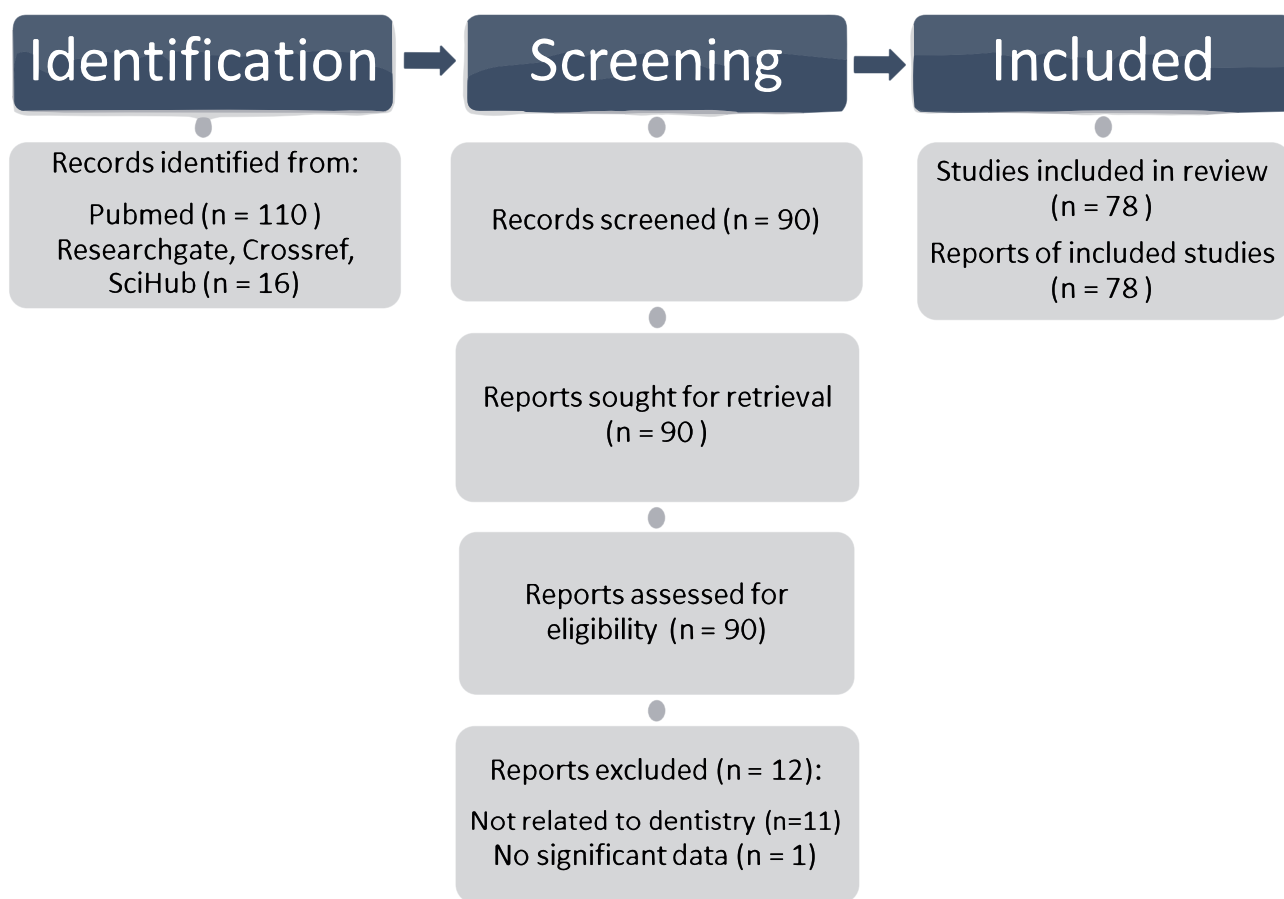 Identification
Screening
Included
Records identified from:
Pubmed (n = 110 )
Researchgate, Crossref,
SciHub (n = 16)
Records screened (n = 90)
Reports sought for retrieval
(n = 90 )
Reports assessed for
eligibility (n = 90)
Reports excluded (n = 12):
Not related to dentistry (n=11)
No significant data (n = 1)
Studies included in review
(n = 78 )
Reports of included studies
(n = 78 )